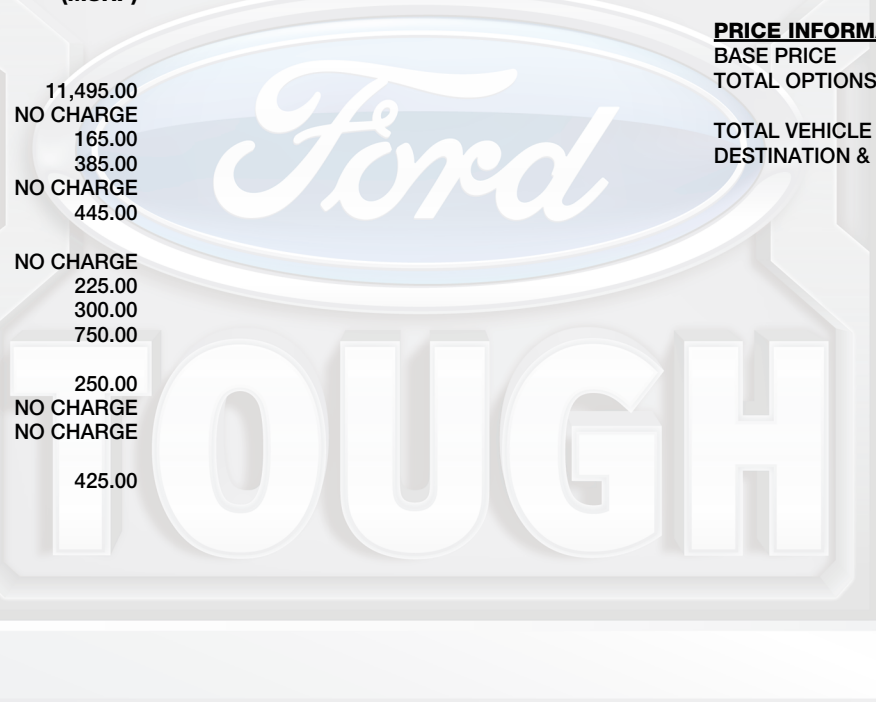 11,495.00
NO CHARGE
165.00
385.00
NO CHARGE
445.00
NO CHARGE
225.00
300.00
750.00
250.00
NO CHARGE
NO CHARGE
425.00
PRICE INFORM
BASE PRICE
TOTAL OPTIONS
TOTAL VEHICLE
DESTINATION &
Ford
TOUGH